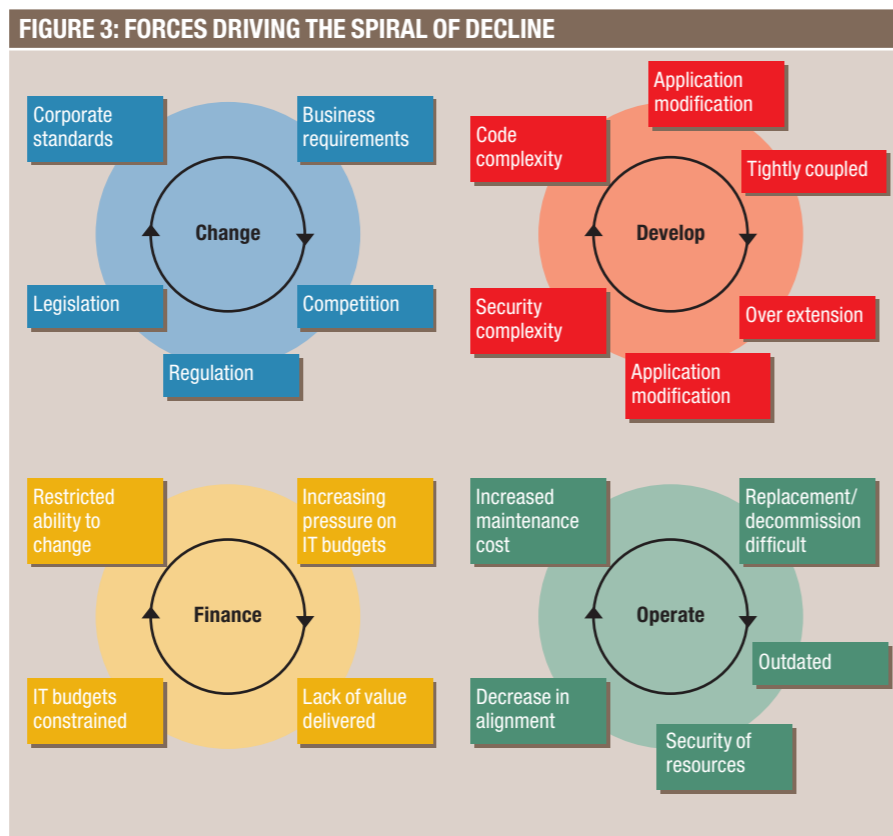 FIGURE 3: FORCES DRIVING THE SPIRAL OF DECLINE
Corporate
standards
Business
requirements
Change
Legislation
Competition
Regulation
Application
modification
Code
complexity
Tightly coupled
Develop
Security
complexity
Over extension
Application
modification
Restricted
ability to
change
Increasing
pressure on
IT budgets
Finance
IT budgets
constrained
Lack of value
delivered
Increased
maintenance
cost
Replacement/
decommission
difficult
Operate
Outdated
Decrease in
alignment
Security of
resources